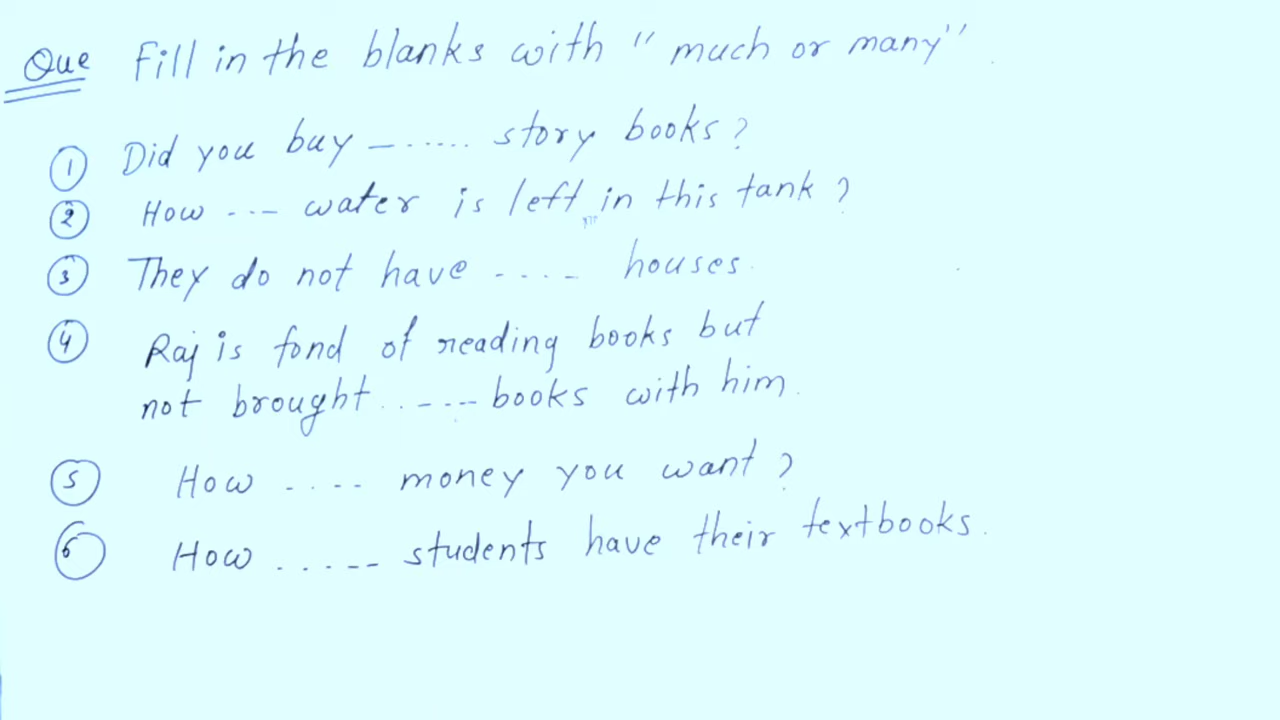 Que Fill in the blanks with "much or many"
① Did you buy —...... story books?
② How --- water is left in this tank?
③ They do not have ---- houses.
④ Raj is fond of reading books but
not brought ..---- books with him.
⑤ How .... money you want?
⑥ How .....-- students have their textbooks.